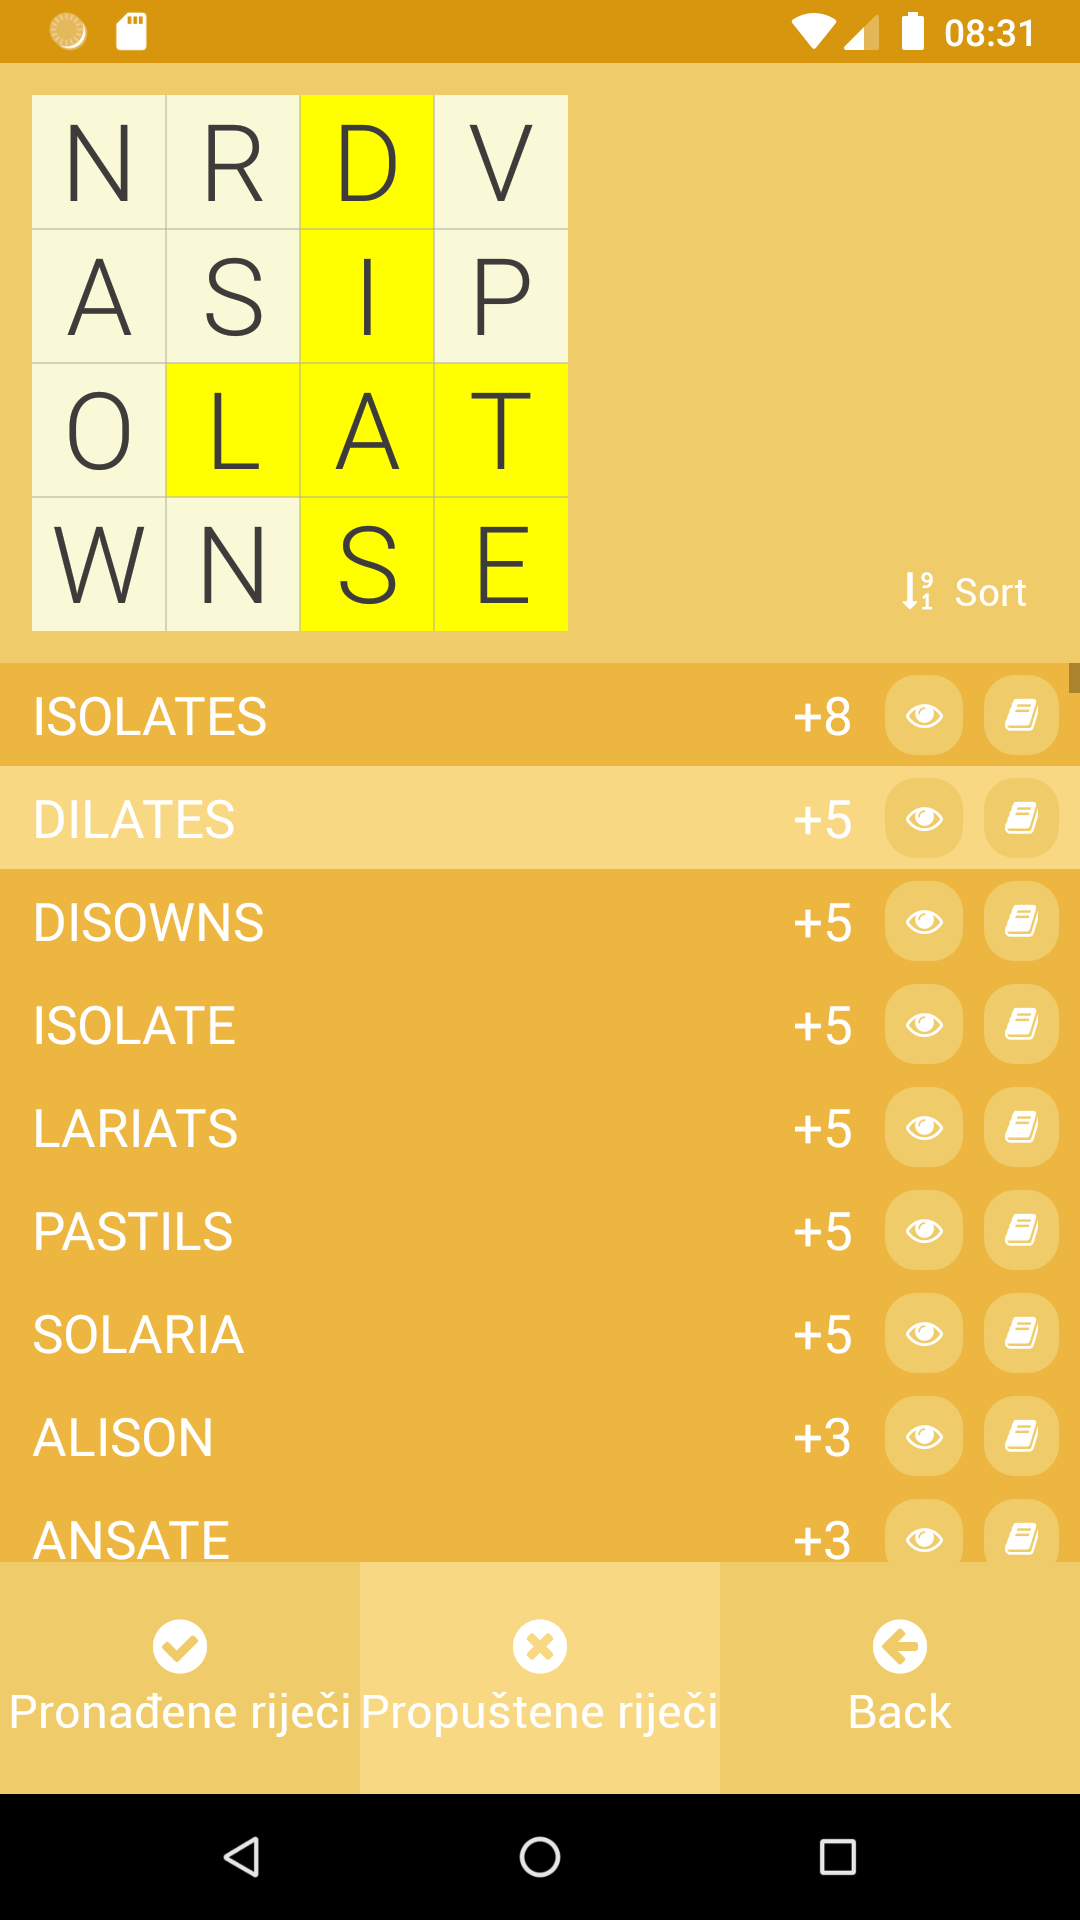 08:31
N R D V
A S I P
O L A T
W N S E
Sort
ISOLATES +8
DILATES +5
DISOWNS +5
ISOLATE +5
LARIATS +5
PASTILS +5
SOLARIA +5
ALISON +3
ANSATE +3
Pronađene riječi Propuštene riječi Back